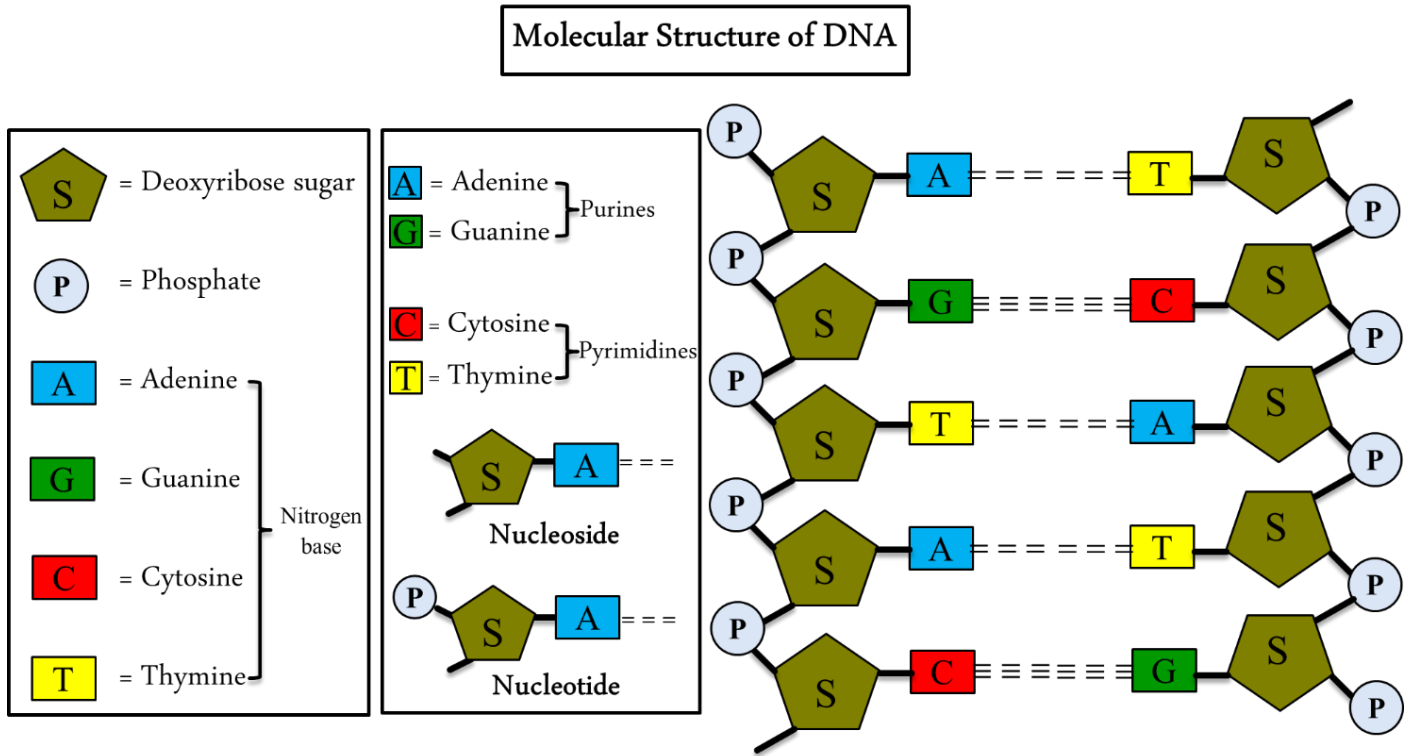 Molecular Structure of DNA
S = Deoxyribose sugar
P = Phosphate
A = Adenine
G = Guanine
Nitrogen
base
C = Cytosine
T = Thymine
A = Adenine
Purines
G = Guanine
C = Cytosine
Pyrimidines
T = Thymine
S A = = =
Nucleoside
P
S A = = =
Nucleotide
P
S A T S
P P
S G C S
P P
S T A S
P P
S A T S
P P
S C G S
P